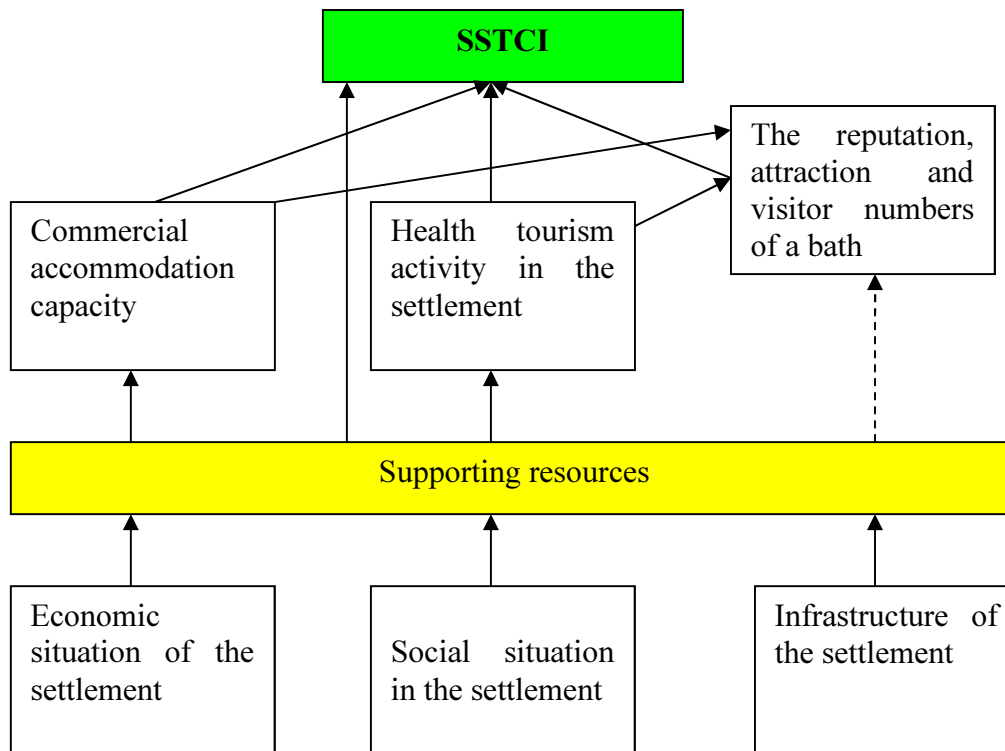 SSTCI
The reputation,
attraction and
visitor numbers
of a bath
Commercial
accommodation
capacity
Health tourism
activity in the
settlement
Supporting resources
Economic
situation of the
settlement
Social situation
in the settlement
Infrastructure of
the settlement